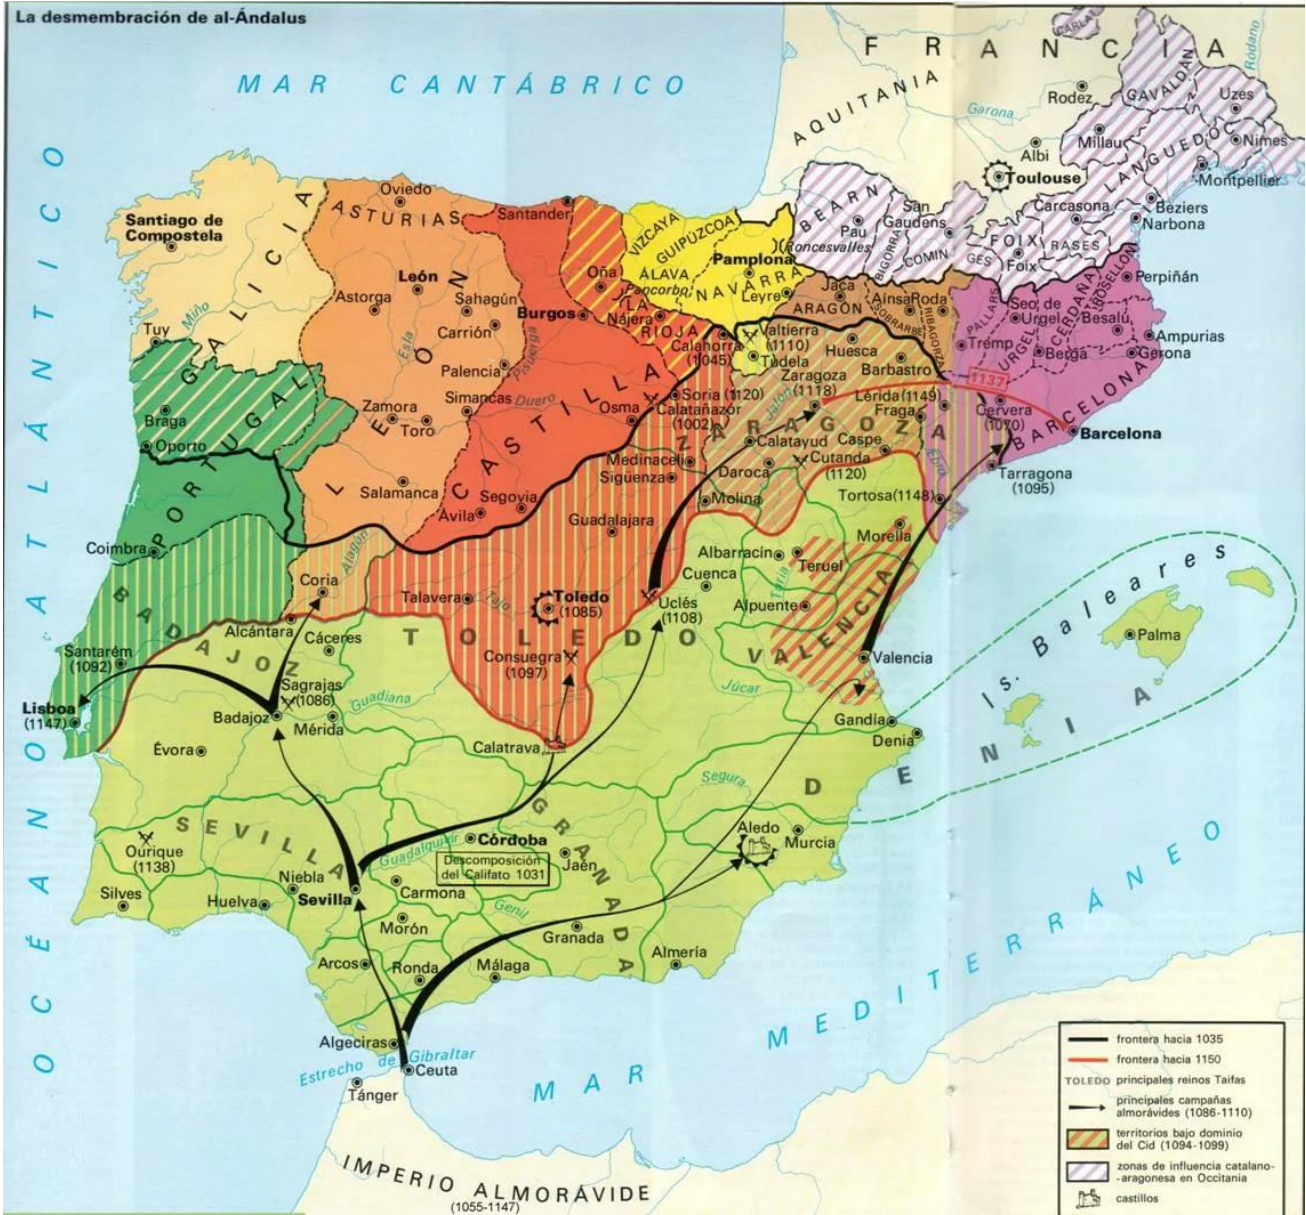 La desmembración de al-Ándalus
MAR CANTÁBRICO
FRANCIA
AQUITANIA
CARLAT
Ródano
Garona
Rodez
GAVALDÁN
Uzes
Millau
Nimes
Albi
LANGUEDOC
Toulouse
Montpellier
OCÉANO ATLÁNTICO
Santiago de
Compostela
GALICIA
Miño
Tuy
Oviedo
ASTURIAS
Santander
León
Astorga
Sahagún
Carrión
LEÓN
Esla
Palencia
Pisuerga
Simancas
Zamora
Toro
Duero
Salamanca
Burgos
CASTILLA
Oña
Pancorbo
LA RIOJA
Nájera
Calahorra
(1045)
VIZCAYA
GUIPÚZCOA
ÁLAVA
Pamplona
NAVARRA
Leyre
BEARN
Pau
Roncesvalles
BIGORRA
San
Gaudens
COMIN
GES
FOIX
Foix
Carcasona
RASES
Béziers
Narbona
Perpiñán
ROSELLON
Jaca
ARAGÓN
Aínsa
SOBRARBE
Roda
RIBAGORZA
PALLARS
Seo de
Urgel
URGEL
CERDAÑA
Besalú
Ampurias
Tremp
Berga
Gerona
BARCELONA
Barcelona
Valtierra
(1110)
Tudela
Huesca
Barbastro
Zaragoza
(1118)
1137
Lérida (1149)
Fraga
Cervera
(1070)
Soria (1120)
Osma
Calatañazor
(1002)
Jalón
ZARAGOZA
Calatayud
Caspe
Ebro
Daroca
Cutanda
(1120)
Tarragona
(1095)
Medinaceli
Sigüenza
Molina
Tortosa (1148)
Braga
Oporto
PORTUGAL
Coimbra
Segovia
Ávila
Guadalajara
Alagón
Coria
BADAJOZ
Talavera
Tajo
Toledo
(1085)
TOLEDO
Uclés
(1108)
Albarracín
Teruel
Morella
Cuenca
Turia
Alpuente
VALENCIA
Valencia
Is. Baleares
Palma
Santarém
(1092)
Alcántara
Cáceres
Consuegra
(1097)
Júcar
Lisboa
(1147)
Sagrajas
(1086)
Badajoz
Mérida
Guadiana
Évora
Calatrava
Gandía
Denia
DENIA
Segura
SEVILLA
Ourique
(1138)
Niebla
Silves
Huelva
Sevilla
Guadalquivir
Córdoba
Descomposición
del Califato 1031
Jaén
GRANADA
Aledo
Murcia
Carmona
Morón
Genil
Granada
Arcos
Ronda
Málaga
Almería
Algeciras
Estrecho de Gibraltar
Ceuta
Tánger
MAR MEDITERRÁNEO
IMPERIO ALMORÁVIDE
(1055-1147)
frontera hacia 1035
frontera hacia 1150
TOLEDO principales reinos Taifas
principales campañas
almorávides (1086-1110)
territorios bajo dominio
del Cid (1094-1099)
zonas de influencia catalano-
-aragonesa en Occitania
castillos